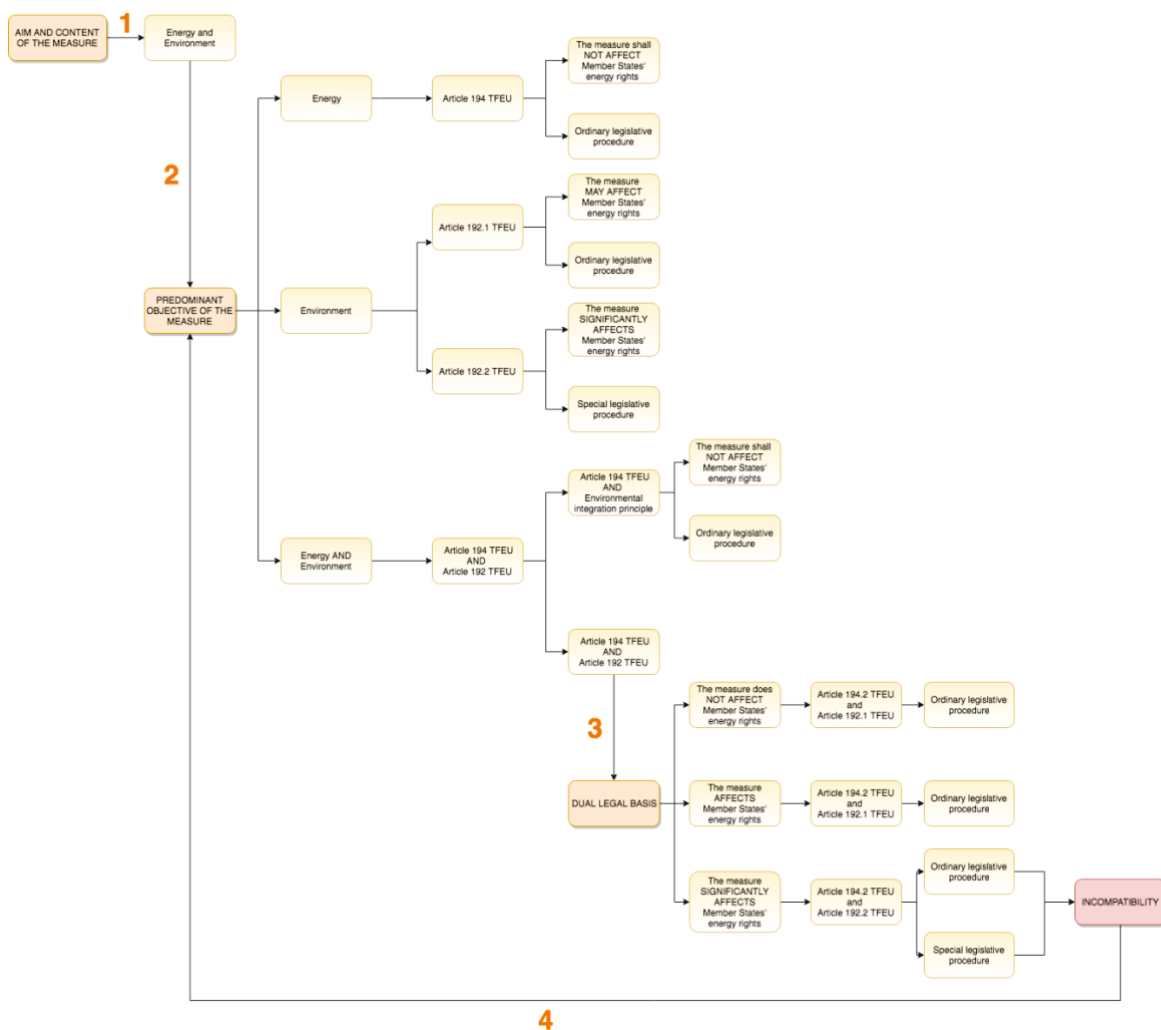 AIM AND CONTENT
OF THE MEASURE
1
Energy and
Environment
2
PREDOMINANT
OBJECTIVE OF THE
MEASURE
Energy
Article 194 TFEU
The measure shall
NOT AFFECT
Member States'
energy rights
Ordinary legislative
procedure
Environment
Article 192.1 TFEU
The measure
MAY AFFECT
Member States'
energy rights
Ordinary legislative
procedure
Article 192.2 TFEU
The measure
SIGNIFICANTLY
AFFECTS
Member States'
energy rights
Special legislative
procedure
Energy AND
Environment
Article 194 TFEU
AND
Article 192 TFEU
Article 194 TFEU
AND
Environmental
integration principle
The measure shall
NOT AFFECT
Member States'
energy rights
Ordinary legislative
procedure
Article 194 TFEU
AND
Article 192 TFEU
3
DUAL LEGAL BASIS
The measure does
NOT AFFECT
Member States'
energy rights
Article 194.2 TFEU
and
Article 192.1 TFEU
Ordinary legislative
procedure
The measure
AFFECTS
Member States'
energy rights
Article 194.2 TFEU
and
Article 192.1 TFEU
Ordinary legislative
procedure
The measure
SIGNIFICANTLY
AFFECTS
Member States'
energy rights
Article 194.2 TFEU
and
Article 192.2 TFEU
Ordinary legislative
procedure
Special legislative
procedure
INCOMPATIBILITY
4